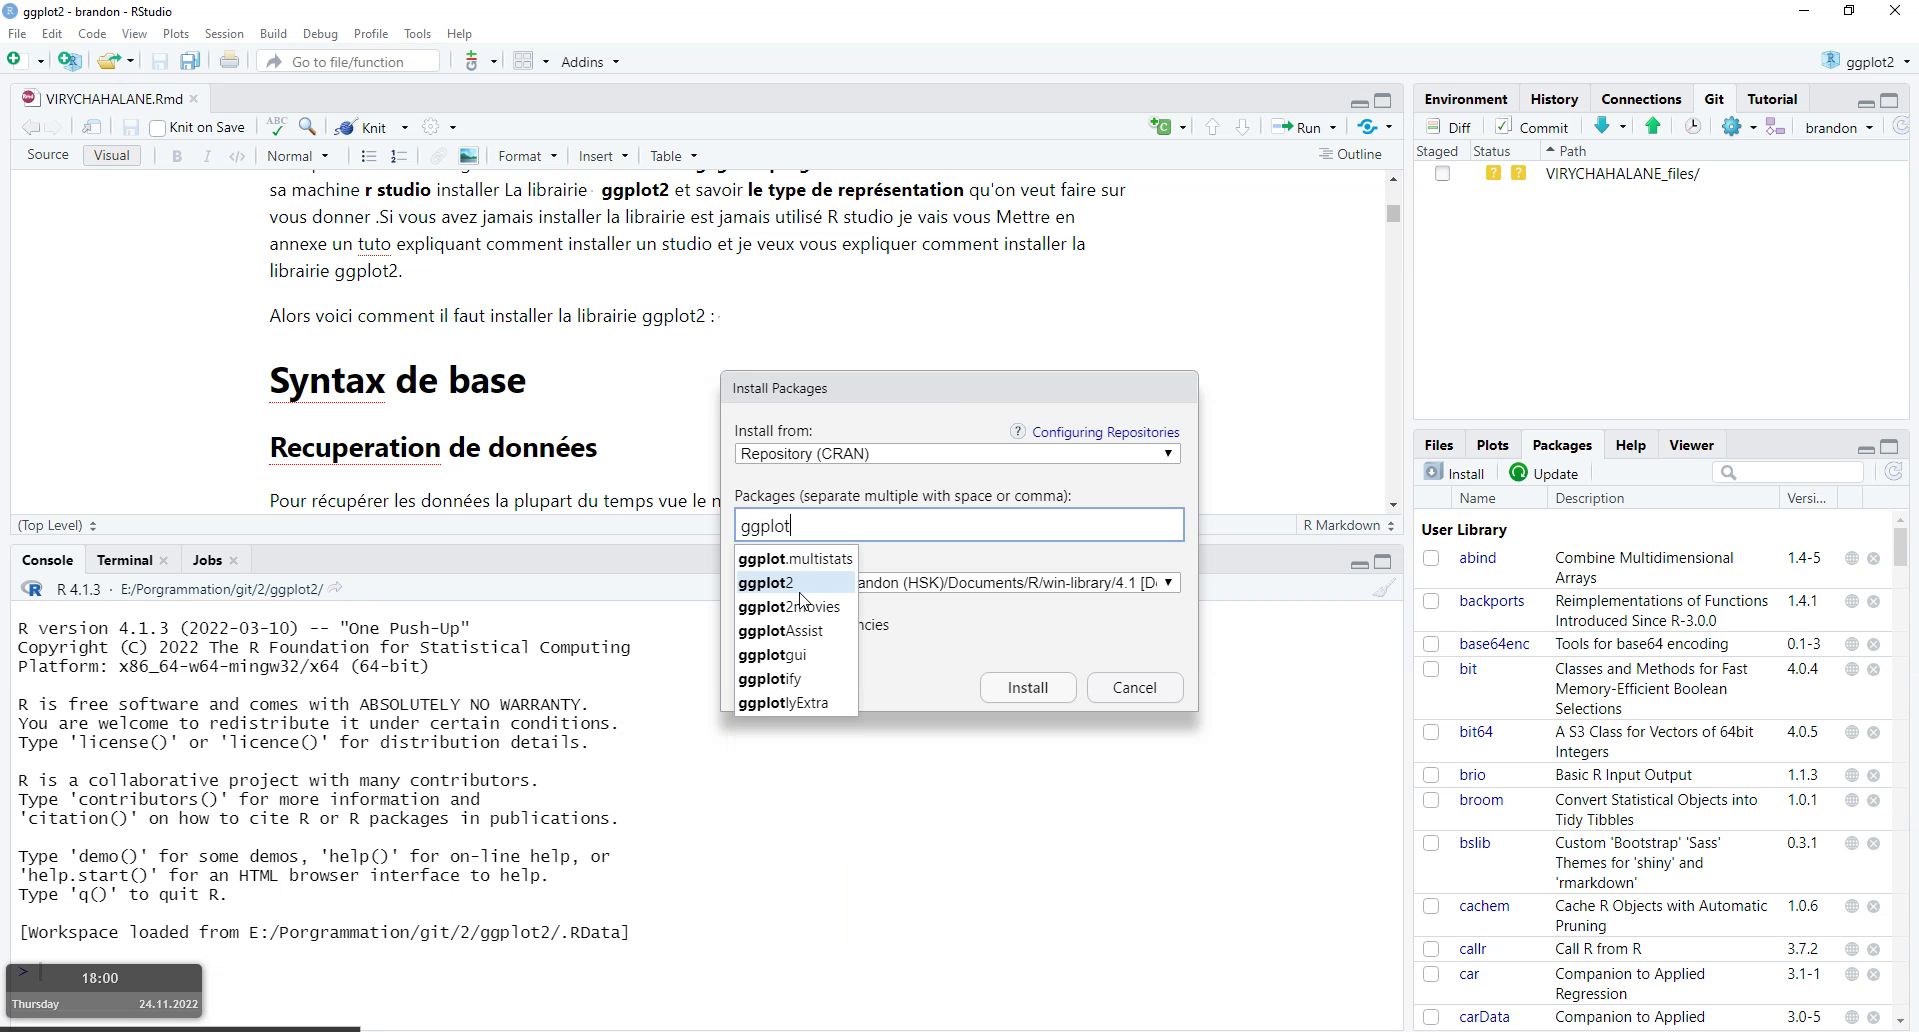 ggplot2 - brandon - RStudio
File Edit Code View Plots Session Build Debug Profile Tools Help
Go to file/function Addins ggplot2
VIRYCHAHALANE.Rmd
Knit on Save ABC Knit Run
Source Visual B I </> Normal Format Insert Table Outline
sa machine r studio installer La librairie ggplot2 et savoir le type de représentation qu'on veut faire sur
vous donner .Si vous avez jamais installer la librairie est jamais utilisé R studio je vais vous Mettre en
annexe un tuto expliquant comment installer un studio et je veux vous expliquer comment installer la
librairie ggplot2.
Alors voici comment il faut installer la librairie ggplot2 :
Syntax de base
Recuperation de données
Pour récupérer les données la plupart du temps vue le
(Top Level) R Markdown
Install Packages
Install from: ? Configuring Repositories
Repository (CRAN)
Packages (separate multiple with space or comma):
ggplot
ggplot.multistats
ggplot2
andon (HSK)/Documents/R/win-library/4.1 [D
ggplot2movies
ggplotAssist
ncies
ggplotgui
ggplotify
ggplotlyExtra
Install Cancel
Console Terminal Jobs
R 4.1.3 · E:/Porgrammation/git/2/ggplot2/
R version 4.1.3 (2022-03-10) -- "One Push-Up"
Copyright (C) 2022 The R Foundation for Statistical Computing
Platform: x86_64-w64-mingw32/x64 (64-bit)
R is free software and comes with ABSOLUTELY NO WARRANTY.
You are welcome to redistribute it under certain conditions.
Type 'license()' or 'licence()' for distribution details.
R is a collaborative project with many contributors.
Type 'contributors()' for more information and
'citation()' on how to cite R or R packages in publications.
Type 'demo()' for some demos, 'help()' for on-line help, or
'help.start()' for an HTML browser interface to help.
Type 'q()' to quit R.
[Workspace loaded from E:/Porgrammation/git/2/ggplot2/.RData]
>
18:00
Thursday 24.11.2022
Environment History Connections Git Tutorial
Diff Commit brandon
Staged Status Path
? ? VIRYCHAHALANE_files/
Files Plots Packages Help Viewer
Install Update
Name Description Versi...
User Library
abind Combine Multidimensional 1.4-5
Arrays
backports Reimplementations of Functions 1.4.1
Introduced Since R-3.0.0
base64enc Tools for base64 encoding 0.1-3
bit Classes and Methods for Fast 4.0.4
Memory-Efficient Boolean
Selections
bit64 A S3 Class for Vectors of 64bit 4.0.5
Integers
brio Basic R Input Output 1.1.3
broom Convert Statistical Objects into 1.0.1
Tidy Tibbles
bslib Custom 'Bootstrap' 'Sass' 0.3.1
Themes for 'shiny' and
'rmarkdown'
cachem Cache R Objects with Automatic 1.0.6
Pruning
callr Call R from R 3.7.2
car Companion to Applied 3.1-1
Regression
carData Companion to Applied 3.0-5